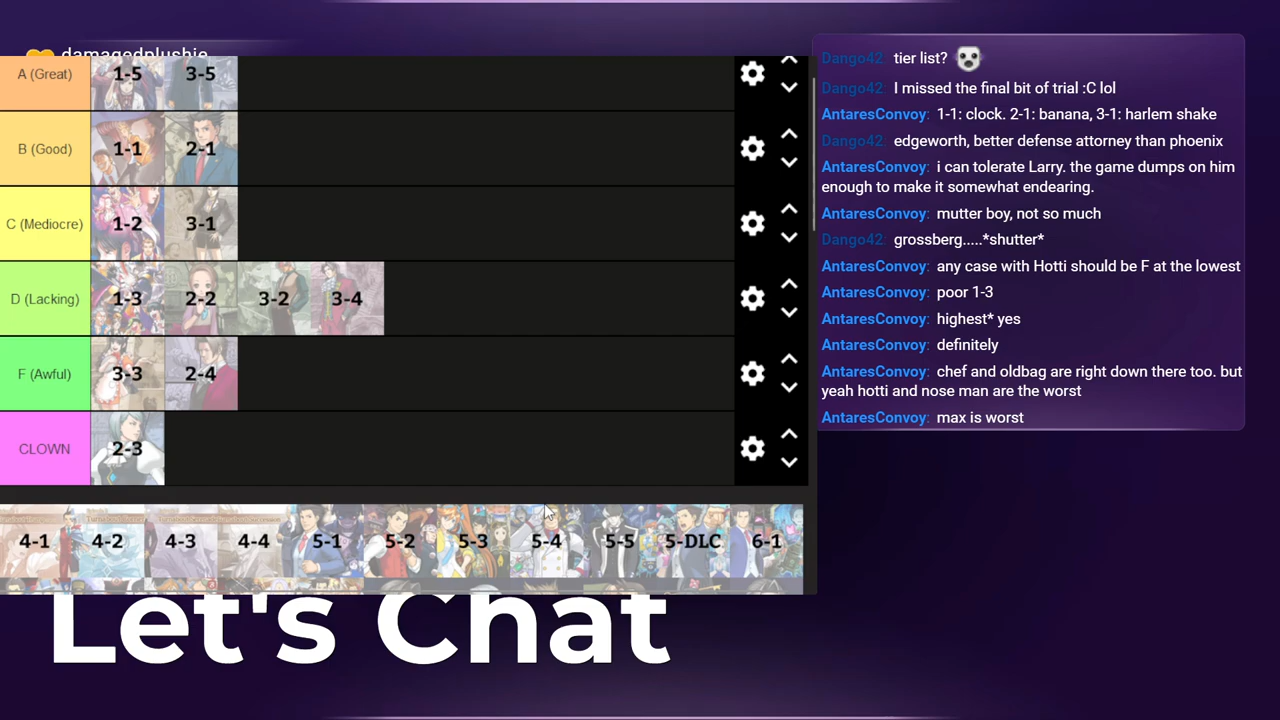 damagedplushie
A (Great) 1-5 3-5
B (Good) 1-1 2-1
C (Mediocre) 1-2 3-1
D (Lacking) 1-3 2-2 3-2 3-4
F (Awful) 3-3 2-4
CLOWN 2-3
4-1 4-2 4-3 4-4 5-1 5-2 5-3 5-4 5-5 5-DLC 6-1
Let's Chat
Dango42: tier list?
Dango42: I missed the final bit of trial :C lol
AntaresConvoy: 1-1: clock. 2-1: banana, 3-1: harlem shake
Dango42: edgeworth, better defense attorney than phoenix
AntaresConvoy: i can tolerate Larry. the game dumps on him
enough to make it somewhat endearing.
AntaresConvoy: mutter boy, not so much
Dango42: grossberg.....*shutter*
AntaresConvoy: any case with Hotti should be F at the lowest
AntaresConvoy: poor 1-3
AntaresConvoy: highest* yes
AntaresConvoy: definitely
AntaresConvoy: chef and oldbag are right down there too. but
yeah hotti and nose man are the worst
AntaresConvoy: max is worst